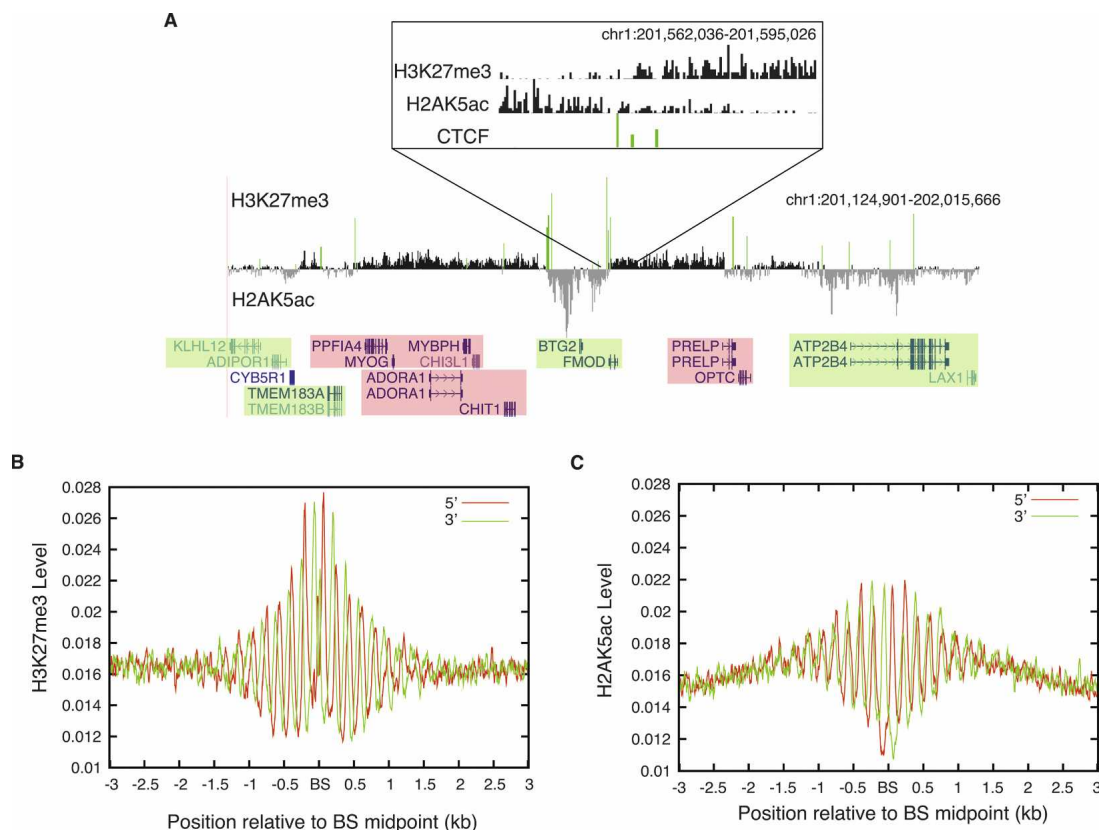 A
chr1:201,562,036-201,595,026
H3K27me3
H2AK5ac
CTCF
H3K27me3
chr1:201,124,901-202,015,666
H2AK5ac
KLHL12 PPFIA4 MYBPH BTG2 PRELP ATP2B4
ADIPOR1 MYOG CHI3L1 FMOD PRELP ATP2B4
CYB5R1 ADORA1 OPTC LAX1
TMEM183A ADORA1
TMEM183B CHIT1
B
0.028
0.026
0.024
0.022
0.02
0.018
0.016
0.014
0.012
0.01
H3K27me3 Level
5'
3'
-3 -2.5 -2 -1.5 -1 -0.5 BS 0.5 1 1.5 2 2.5 3
Position relative to BS midpoint (kb)
C
0.028
0.026
0.024
0.022
0.02
0.018
0.016
0.014
0.012
0.01
H2AK5ac Level
5'
3'
-3 -2.5 -2 -1.5 -1 -0.5 BS 0.5 1 1.5 2 2.5 3
Position relative to BS midpoint (kb)